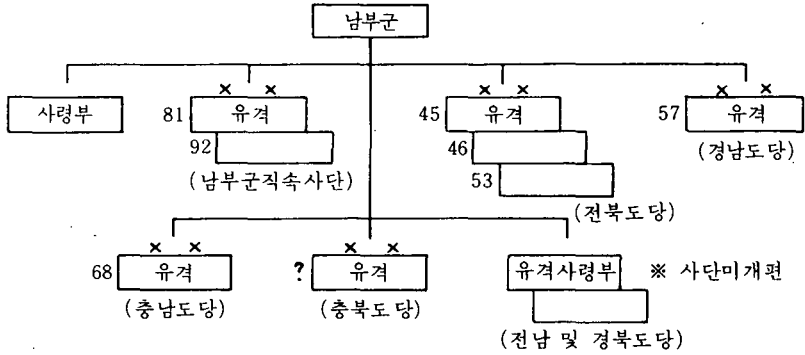 남부군
× × × × × ×
사령부 81 유격 45 유격 57 유격
92 46 (경남도당)
(남부군직속사단) 53
(전북도당)
× × × ×
68 유격 ? 유격 유격사령부 ※ 사단미개편
(충남도당) (충북도당)
(전남 및 경북도당)